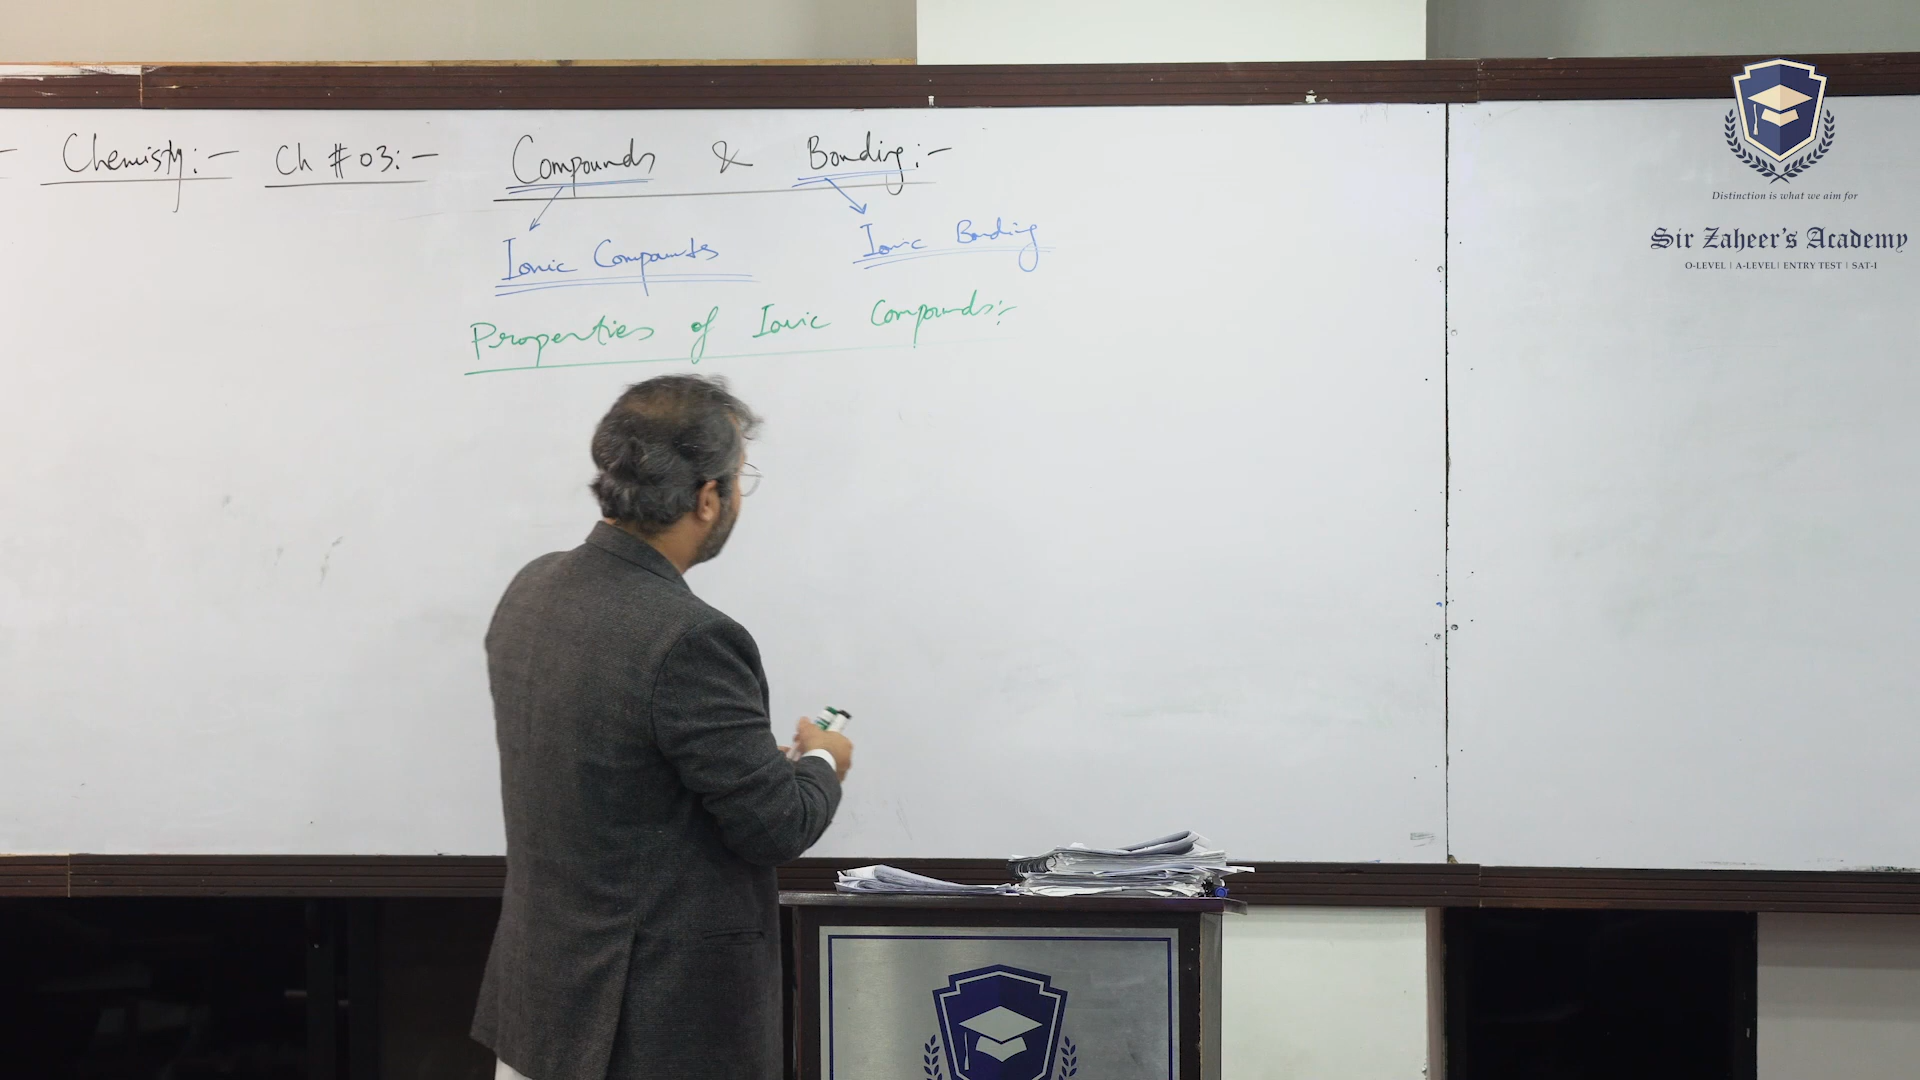 Chemistry:- Ch # 03:- Compounds & Bonding:-
Ionic Compounds Ionic Bonding
Properties of Ionic Compounds:-
Distinction is what we aim for
Sir Zaheer's Academy
O-LEVEL | A-LEVEL | ENTRY TEST | SAT-I